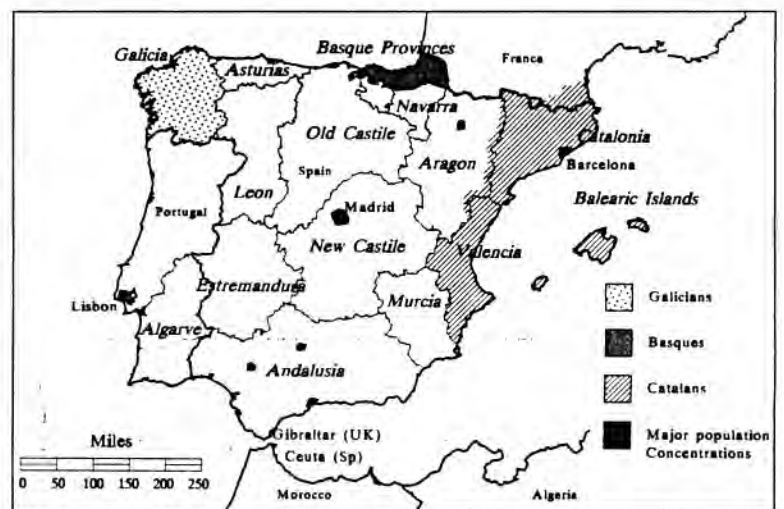 Galicia
Basque Provinces
Franca
Asturias
Navarra
Old Castile
Catalonia
Aragon
Barcelona
Spain
Leon
Balearic Islands
Madrid
Portugal
New Castile
Valencia
Estremandura
Murcia
Lisbon
Algarve
Andalusia
Galicians
Basques
Catalans
Major population
Concentrations
Gibraltar (UK)
Ceuta (Sp)
Morocco
Algeria
Miles
0 50 100 150 200 250